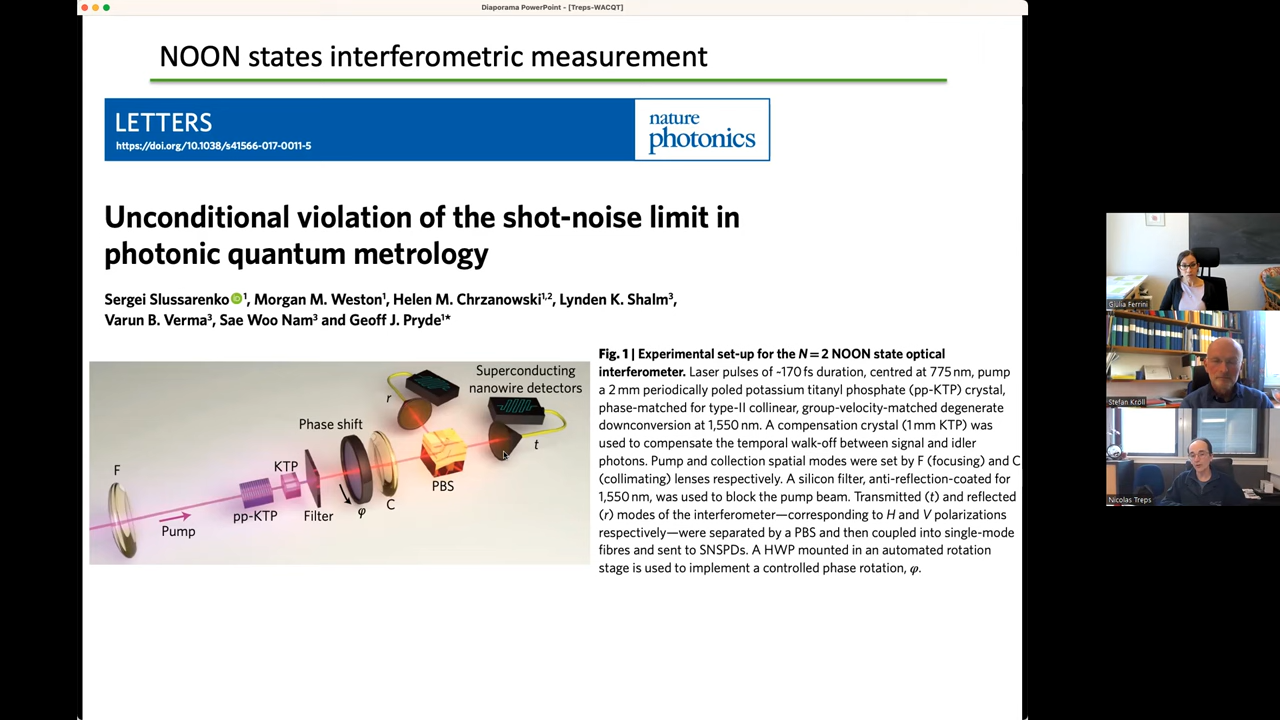 Diaporama PowerPoint - [Treps-WACQT]
NOON states interferometric measurement
LETTERS
https://doi.org/10.1038/s41566-017-0011-5
nature
photonics
Unconditional violation of the shot-noise limit in
photonic quantum metrology
Sergei Slussarenko¹, Morgan M. Weston¹, Helen M. Chrzanowski¹,², Lynden K. Shalm³,
Varun B. Verma³, Sae Woo Nam³ and Geoff J. Pryde¹*
Superconducting
nanowire detectors
r
t
Phase shift
KTP
F
PBS
C
φ
pp-KTP
Filter
Pump
Fig. 1 | Experimental set-up for the N = 2 NOON state optical
interferometer. Laser pulses of ~170 fs duration, centred at 775 nm, pump
a 2 mm periodically poled potassium titanyl phosphate (pp-KTP) crystal,
phase-matched for type-II collinear, group-velocity-matched degenerate
downconversion at 1,550 nm. A compensation crystal (1 mm KTP) was
used to compensate the temporal walk-off between signal and idler
photons. Pump and collection spatial modes were set by F (focusing) and C
(collimating) lenses respectively. A silicon filter, anti-reflection-coated for
1,550 nm, was used to block the pump beam. Transmitted (t) and reflected
(r) modes of the interferometer—corresponding to H and V polarizations
respectively—were separated by a PBS and then coupled into single-mode
fibres and sent to SNSPDs. A HWP mounted in an automated rotation
stage is used to implement a controlled phase rotation, φ.
Giulia Ferrini
Stefan Kröll
Nicolas Treps